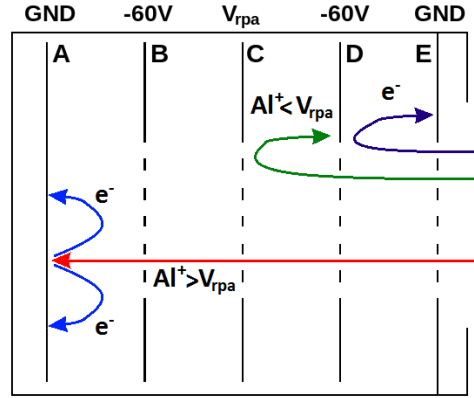 GND -60V Vrpa -60V GND
A B C D E
Al+<Vrpa
e-
e-
Al+>Vrpa
e-